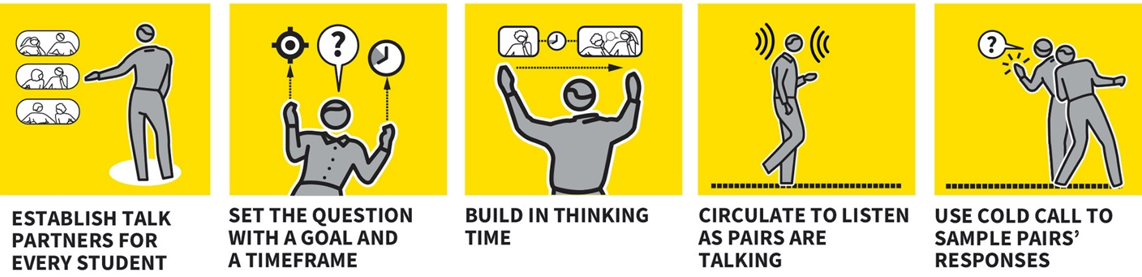 ?
?
ESTABLISH TALK
PARTNERS FOR
EVERY STUDENT
SET THE QUESTION
WITH A GOAL AND
A TIMEFRAME
BUILD IN THINKING
TIME
CIRCULATE TO LISTEN
AS PAIRS ARE
TALKING
USE COLD CALL TO
SAMPLE PAIRS’
RESPONSES